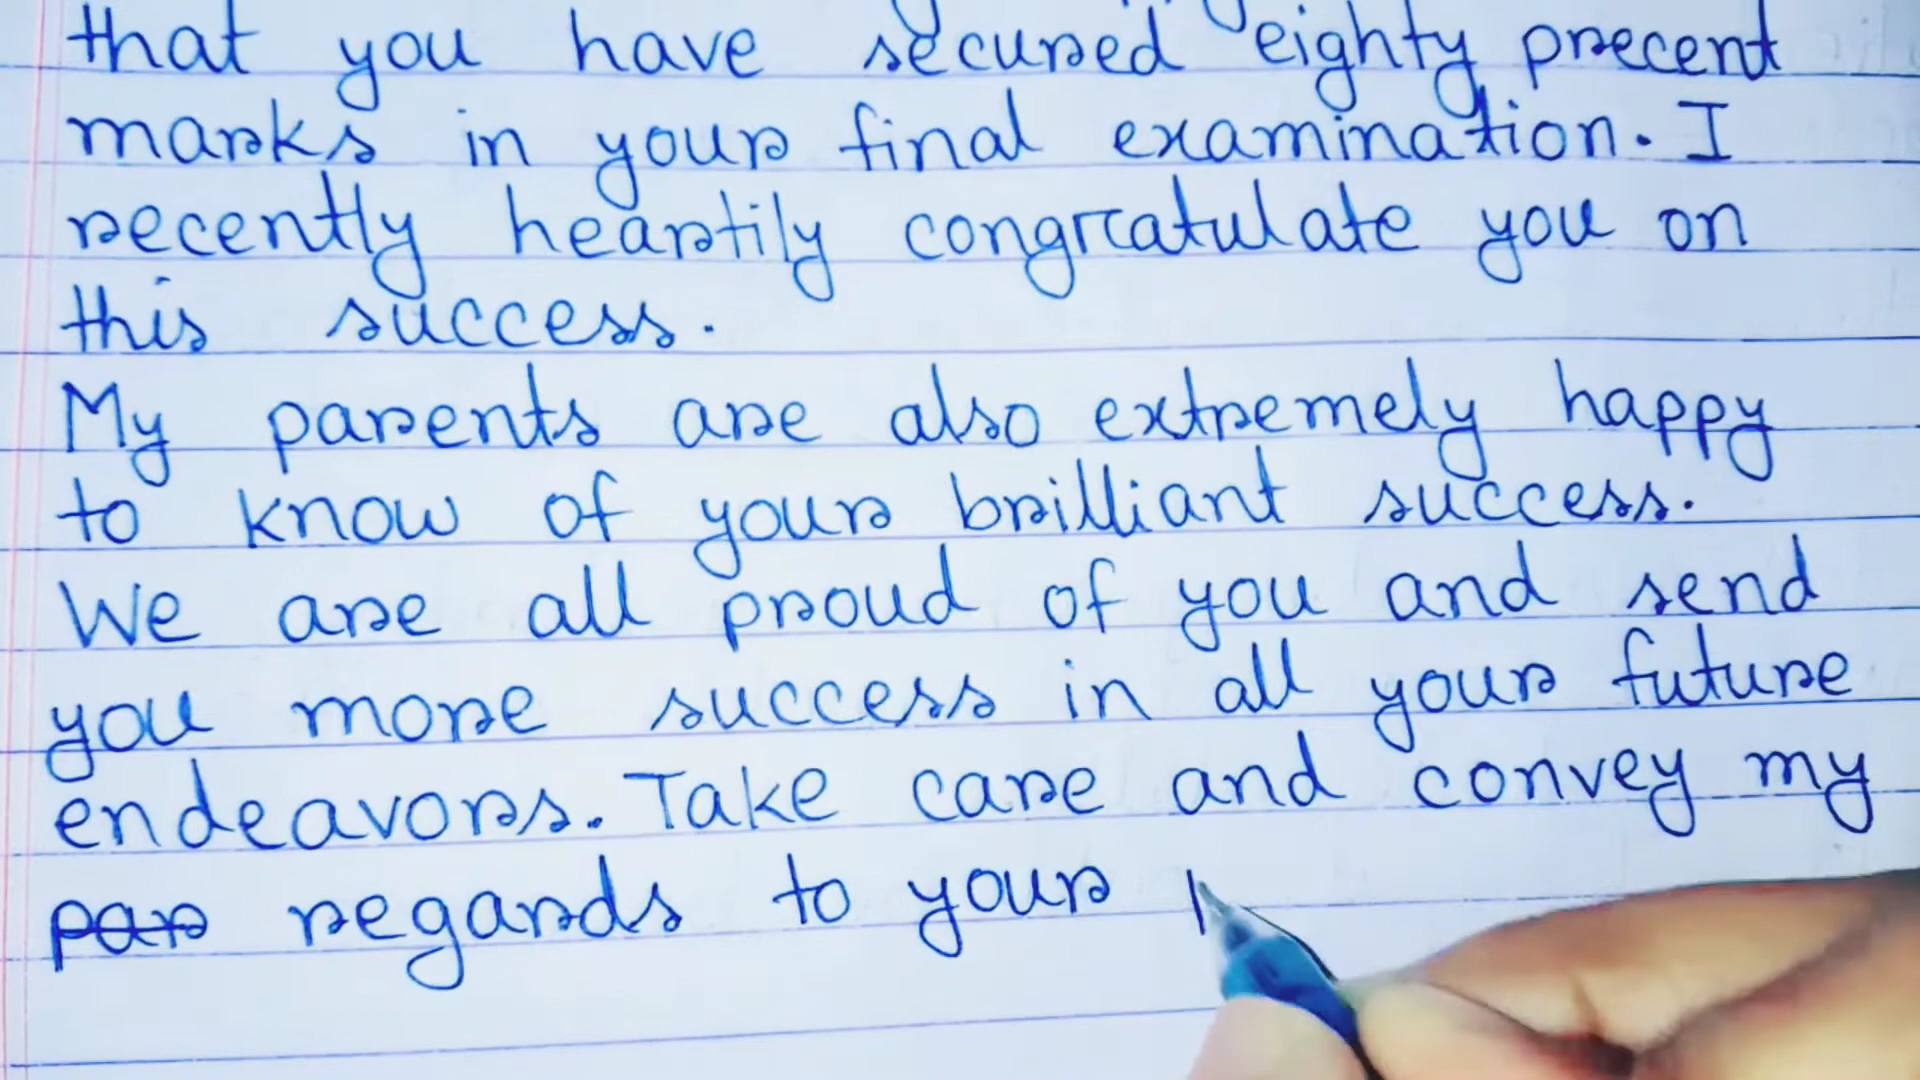 that you have secured eighty precent
marks in your final examination. I
recently heartily congratulate you on
this success.
My parents are also extremely happy
to know of your brilliant success.
We are all proud of you and send
you more success in all your future
endeavors. Take care and convey my
par regards to your